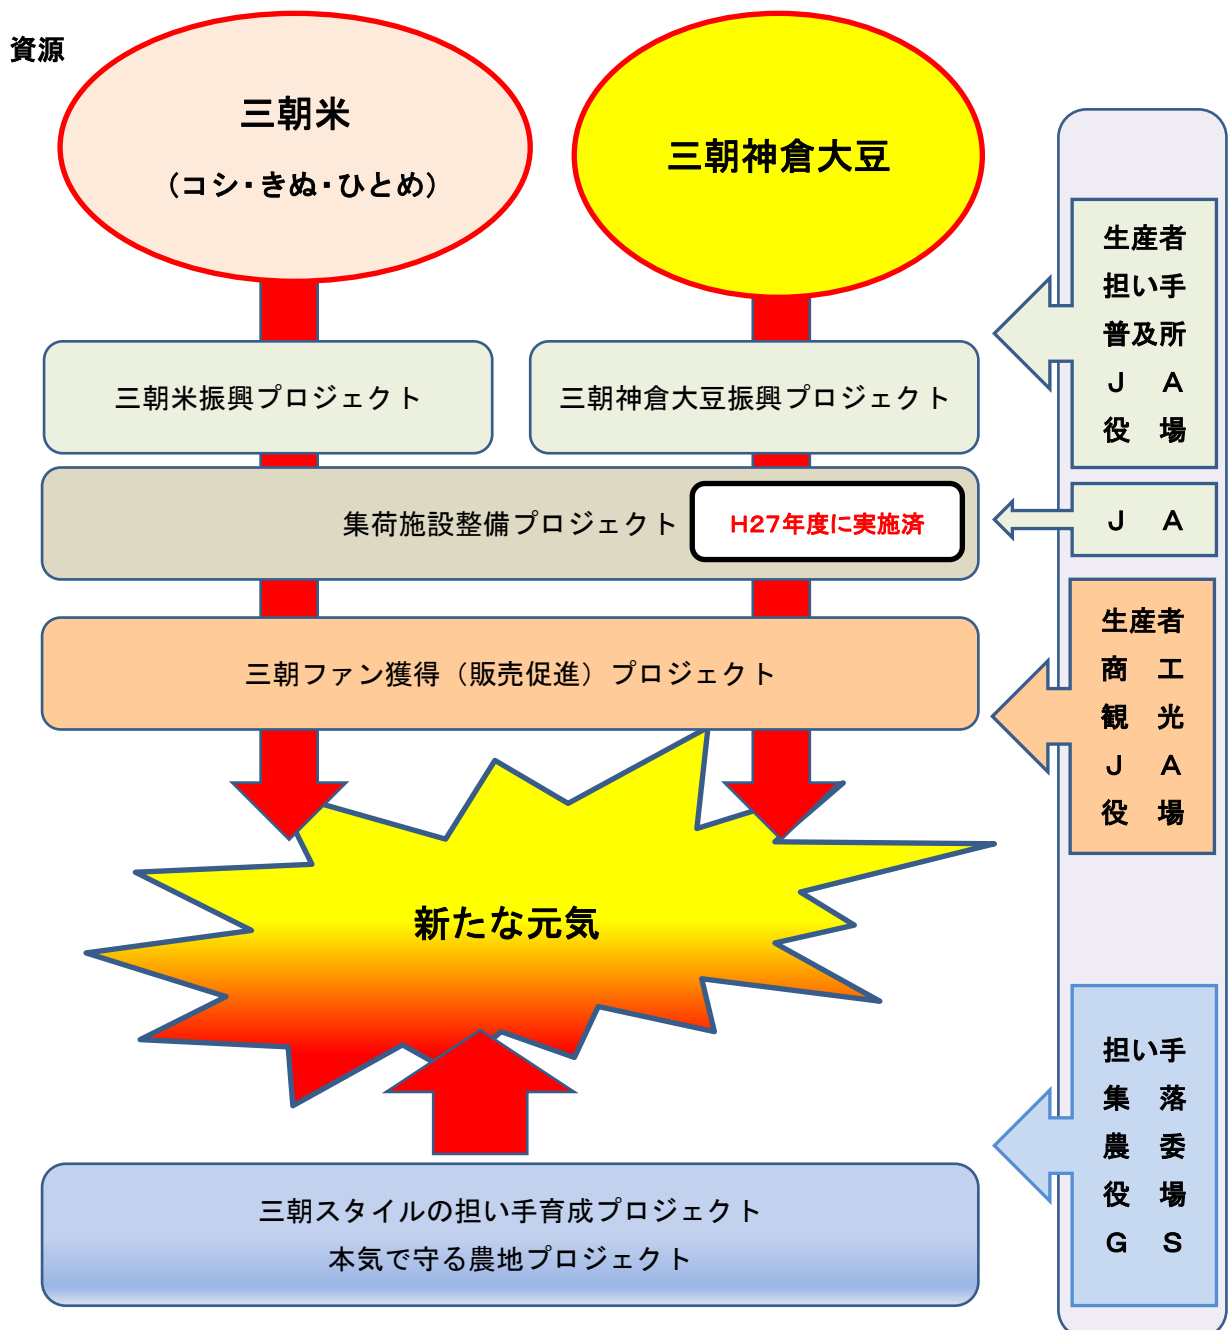 資源
三朝米
（コシ・きぬ・ひとめ）
三朝神倉大豆
三朝米振興プロジェクト
三朝神倉大豆振興プロジェクト
生産者
担い手
普及所
Ｊ　Ａ
役　場
集荷施設整備プロジェクト
H27年度に実施済
Ｊ　Ａ
三朝ファン獲得（販売促進）プロジェクト
生産者
商　工
観　光
Ｊ　Ａ
役　場
新たな元気
三朝スタイルの担い手育成プロジェクト
本気で守る農地プロジェクト
担い手
集　落
農　委
役　場
Ｇ　Ｓ